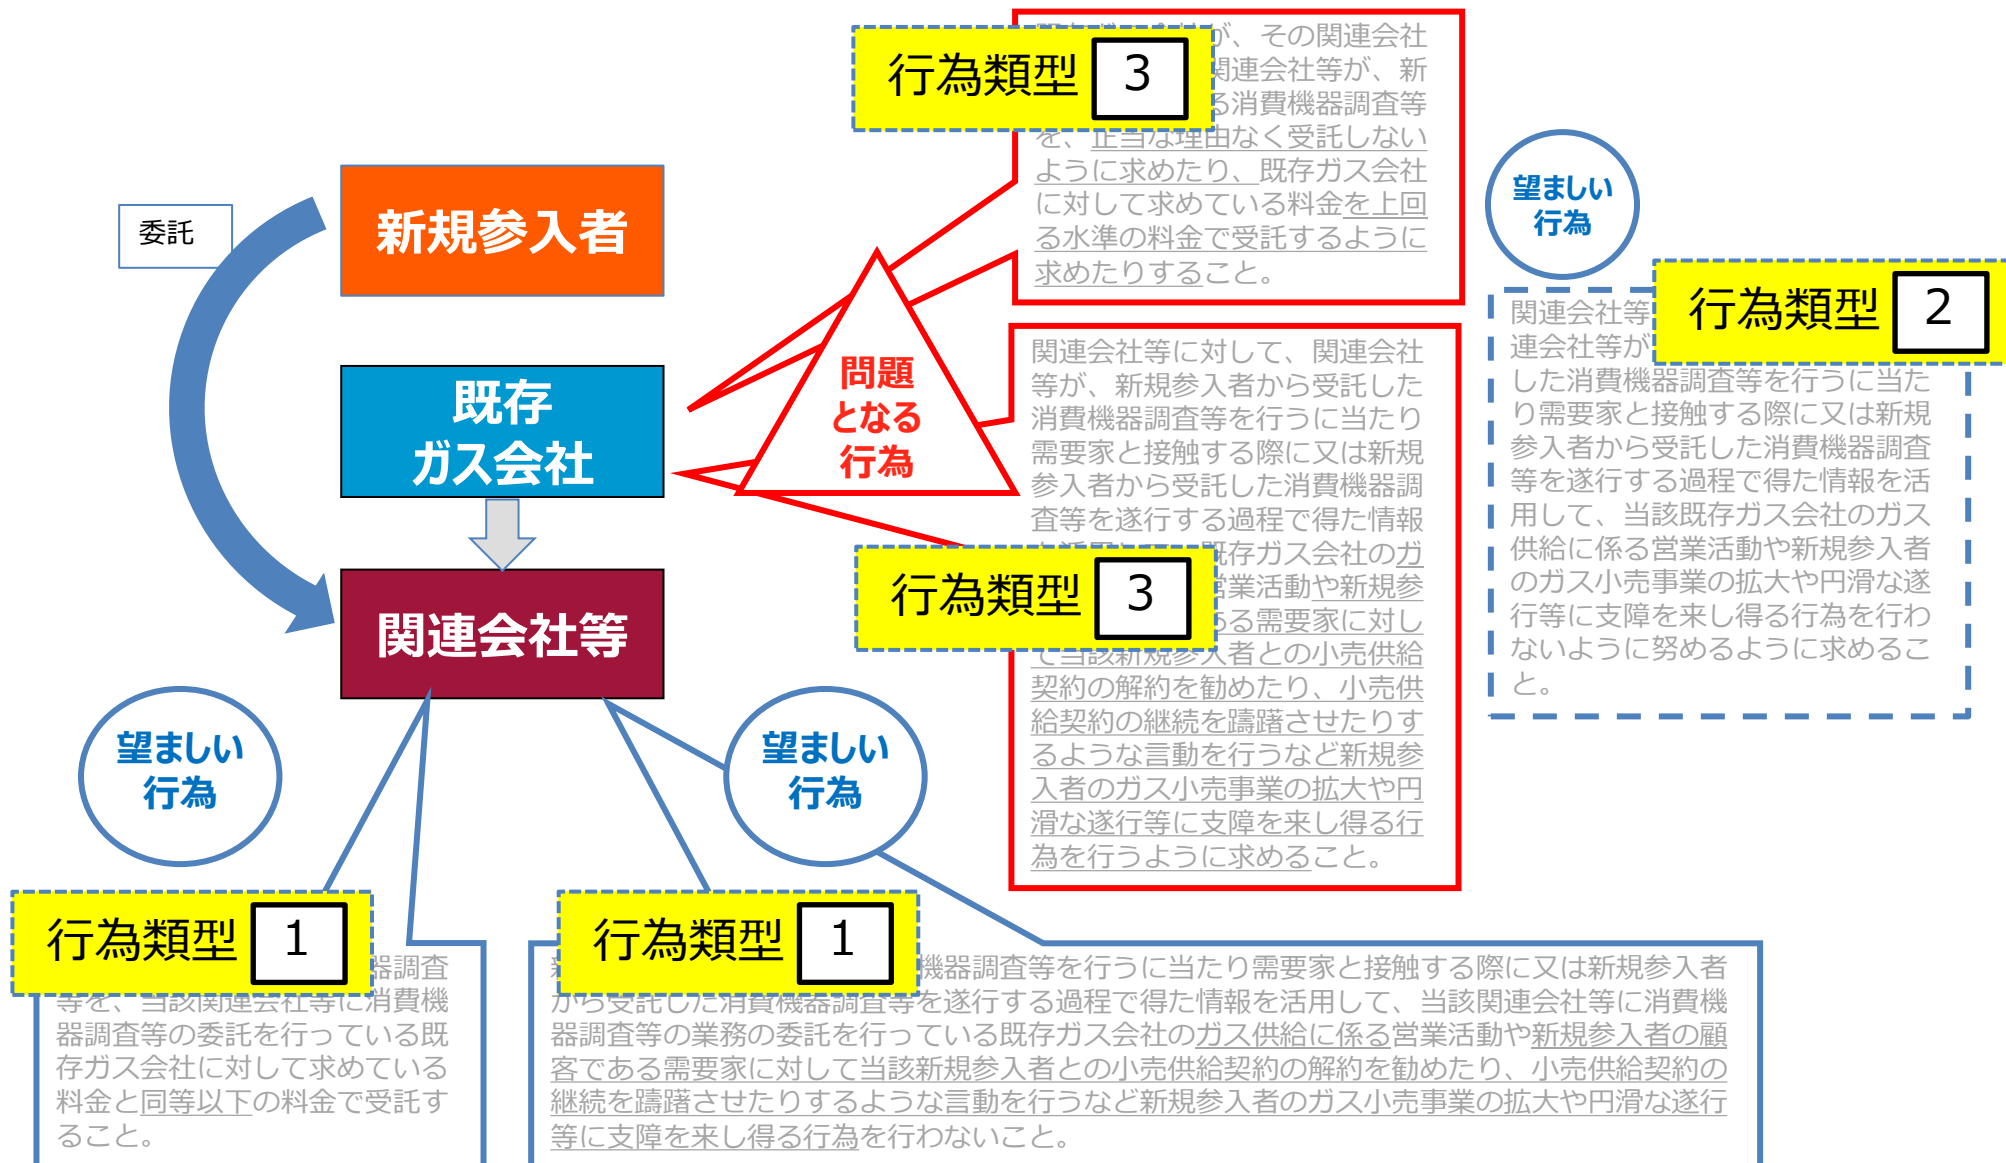 行為類型 3
が、その関連会社
関連会社等が、新
る消費機器調査等
を、正当な理由なく受託しない
ように求めたり、既存ガス会社
に対して求めている料金を上回
る水準の料金で受託するように
求めたりすること。
望ましい
行為
行為類型 2
関連会社等
連会社等が
した消費機器調査等を行うに当た
り需要家と接触する際に又は新規
参入者から受託した消費機器調査
等を遂行する過程で得た情報を活
用して、当該既存ガス会社のガス
供給に係る営業活動や新規参入者
のガス小売事業の拡大や円滑な遂
行等に支障を来し得る行為を行わ
ないように努めるように求めるこ
と。
委託
新規参入者
既存
ガス会社
関連会社等
問題
となる
行為
関連会社等に対して、関連会社
等が、新規参入者から受託した
消費機器調査等を行うに当たり
需要家と接触する際に又は新規
参入者から受託した消費機器調
査等を遂行する過程で得た情報
既存ガス会社のガ
営業活動や新規参
ある需要家に対し
て当該新規参入者との小売供給
契約の解約を勧めたり、小売供
給契約の継続を躊躇させたりす
るような言動を行うなど新規参
入者のガス小売事業の拡大や円
滑な遂行等に支障を来し得る行
為を行うように求めること。
行為類型 3
望ましい
行為
行為類型 1
器調査
等を、当該関連会社等に消費機
器調査等の委託を行っている既
存ガス会社に対して求めている
料金と同等以下の料金で受託す
ること。
望ましい
行為
行為類型 1
機器調査等を行うに当たり需要家と接触する際に又は新規参入者
から受託した消費機器調査等を遂行する過程で得た情報を活用して、当該関連会社等に消費機
器調査等の業務の委託を行っている既存ガス会社のガス供給に係る営業活動や新規参入者の顧
客である需要家に対して当該新規参入者との小売供給契約の解約を勧めたり、小売供給契約の
継続を躊躇させたりするような言動を行うなど新規参入者のガス小売事業の拡大や円滑な遂行
等に支障を来し得る行為を行わないこと。